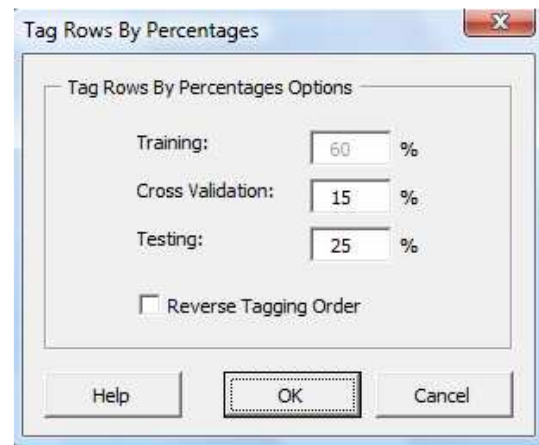 Tag Rows By Percentages
Tag Rows By Percentages Options
Training: 60 %
Cross Validation: 15 %
Testing: 25 %
Reverse Tagging Order
Help OK Cancel